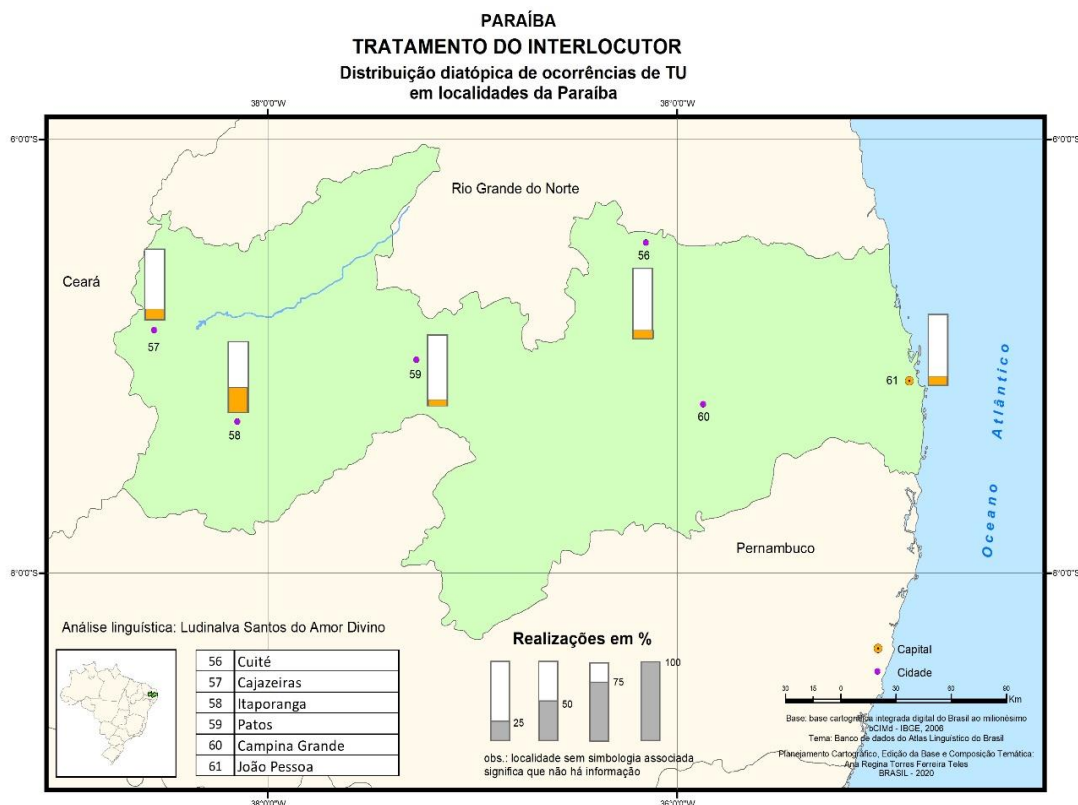 PARAÍBA
TRATAMENTO DO INTERLOCUTOR
Distribuição diatópica de ocorrências de TU
em localidades da Paraíba
38°0'0"W
36°0'0"W
6°0'0"S
6°0'0"S
Rio Grande do Norte
Ceará
56
57
58
59
60
61
Oceano Atlântico
Pernambuco
8°0'0"S
8°0'0"S
Análise linguística: Ludinalva Santos do Amor Divino
56 Cuité
57 Cajazeiras
58 Itaporanga
59 Patos
60 Campina Grande
61 João Pessoa
Realizações em %
25
50
75
100
obs.: localidade sem simbologia associada
significa que não há informação
Capital
Cidade
30 15 0 30 60
Km
Base: base cartográfica integrada digital do Brasil ao milionésimo
bCIMd - IBGE, 2006
Tema: Banco de dados do Atlas Linguístico do Brasil
Planejamento Cartográfico, Edição da Base e Composição Temática:
Ana Regina Torres Ferreira Teles
BRASIL - 2020
38°0'0"W
36°0'0"W